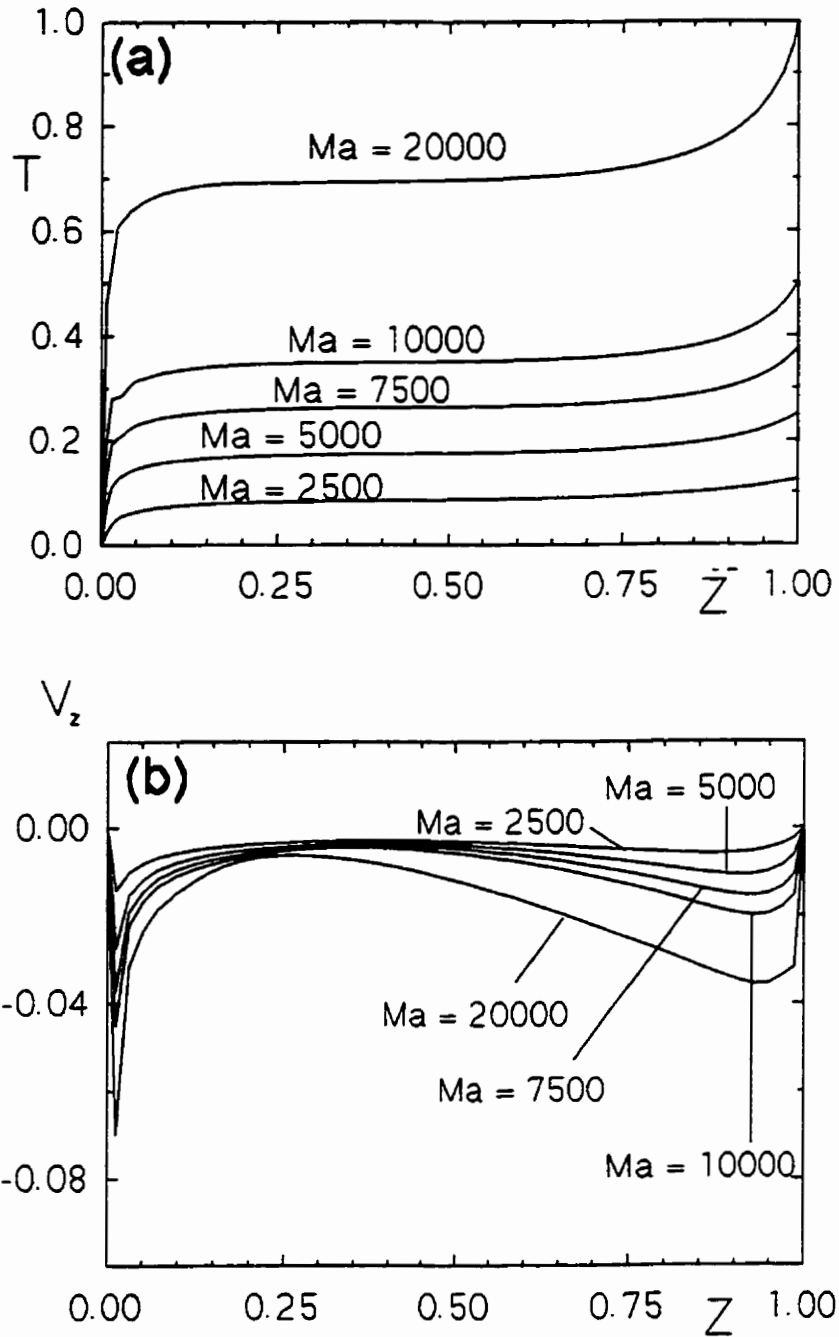 1.0
(a)
0.8
Ma = 20000
T
0.6
0.4
Ma = 10000
Ma = 7500
0.2
Ma = 5000
Ma = 2500
0.0
0.00 0.25 0.50 0.75 Z 1.00
Vz
(b)
Ma = 5000
0.00
Ma = 2500
-0.04
Ma = 20000
Ma = 7500
Ma = 10000
-0.08
0.00 0.25 0.50 0.75 Z 1.00